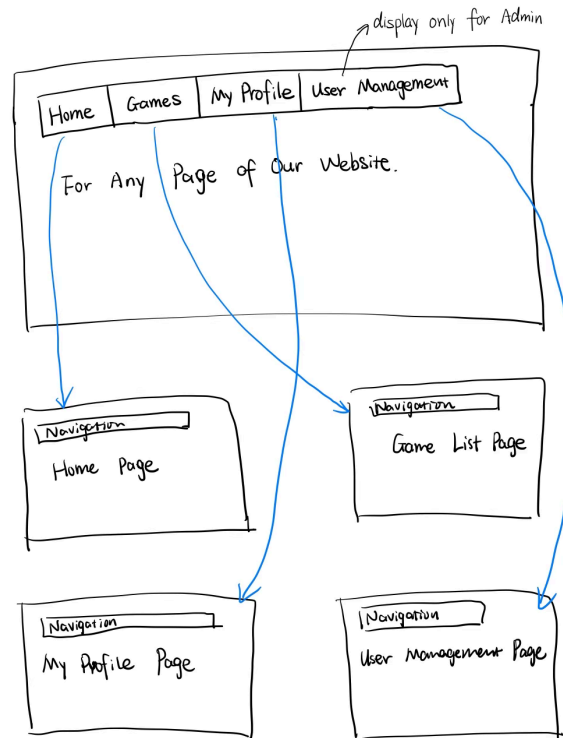 display only for Admin
Home Games My Profile User Management
For Any Page of Our Website.
Navigation
Home Page
Navigation
Game List Page
Navigation
My Profile Page
Navigation
User Management Page